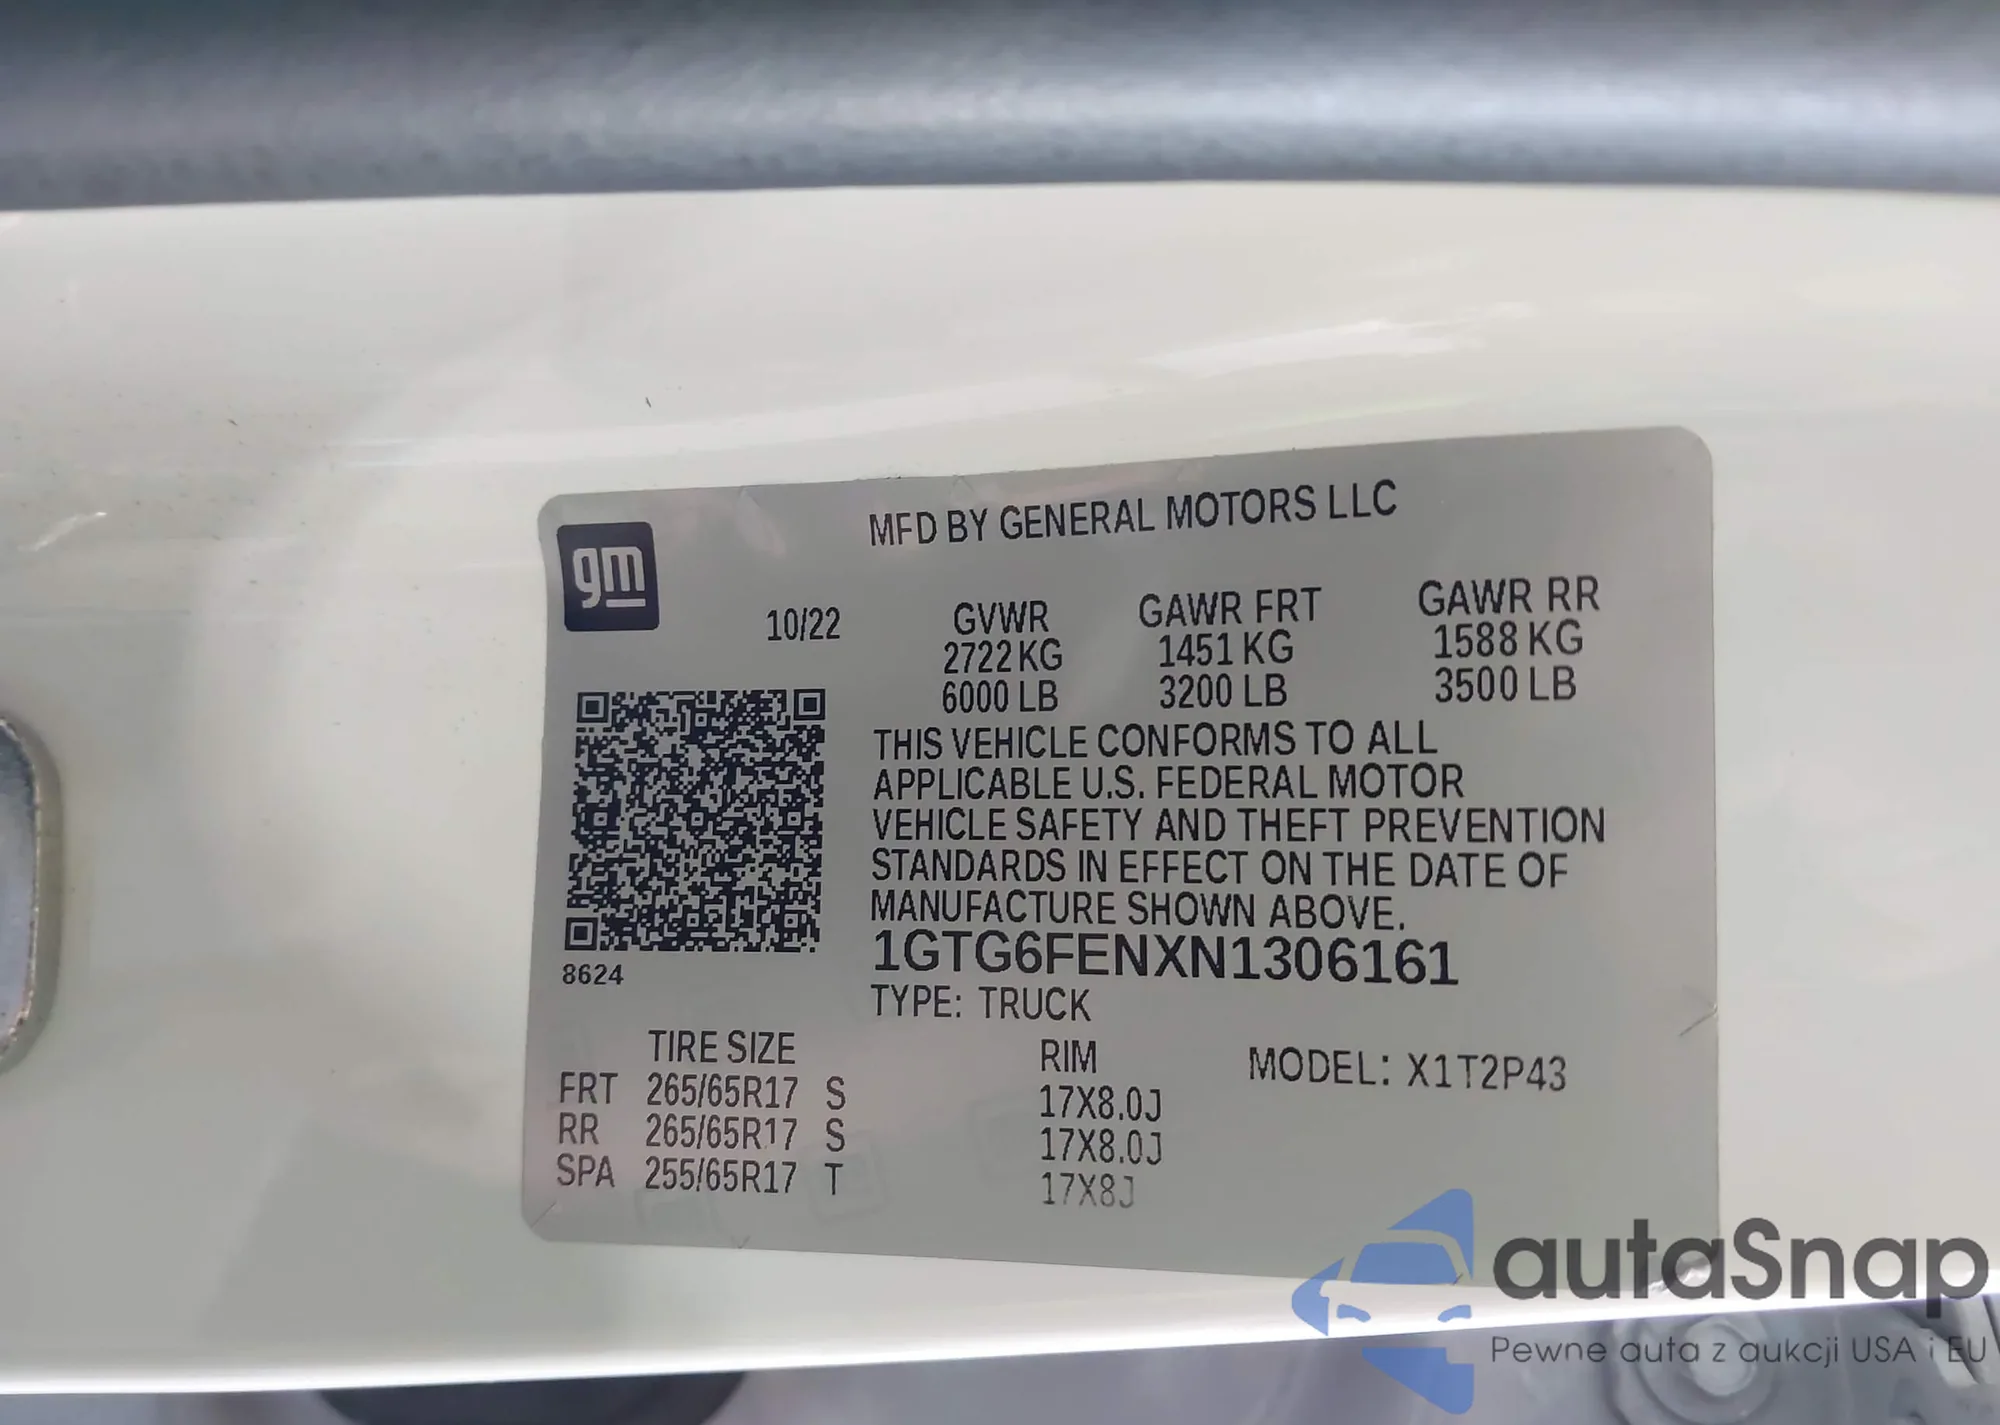 gm
MFD BY GENERAL MOTORS LLC
10/22
GVWR GAWR FRT GAWR RR
2722 KG 1451 KG 1588 KG
6000 LB 3200 LB 3500 LB
THIS VEHICLE CONFORMS TO ALL
APPLICABLE U.S. FEDERAL MOTOR
VEHICLE SAFETY AND THEFT PREVENTION
STANDARDS IN EFFECT ON THE DATE OF
MANUFACTURE SHOWN ABOVE.
1GTG6FENXN1306161
8624
TYPE: TRUCK
TIRE SIZE RIM MODEL: X1T2P43
FRT 265/65R17 S 17X8.0J
RR 265/65R17 S 17X8.0J
SPA 255/65R17 T 17X8J
autaSnap
Pewne auta z aukcji USA i EU